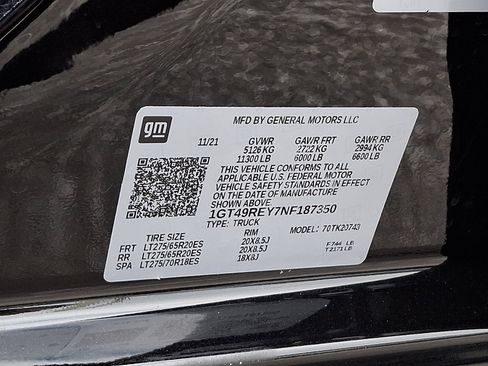 gm
MFD BY GENERAL MOTORS LLC
11/21 GVWR GAWR FRT GAWR RR
5126 KG 2722 KG 2994 KG
11300 LB 6000 LB 6600 LB
THIS VEHICLE CONFORMS TO ALL
APPLICABLE U.S. FEDERAL MOTOR
VEHICLE SAFETY STANDARDS IN EFFECT
ON THE DATE OF MANUFACTURE
SHOWN ABOVE.
1GT49REY7NF187350
TYPE: TRUCK MODEL: 70TK20743
TIRE SIZE RIM
FRT LT275/65R20ES 20X8.5J F744 LB
RR LT275/65R20ES 20X8.5J T3171LB
SPA LT275/70R18ES 18X8J